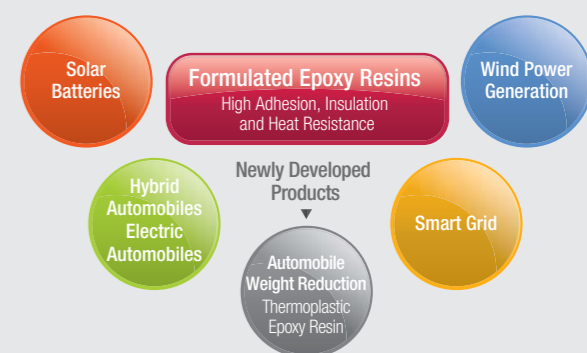 Solar
Batteries
Formulated Epoxy Resins
High Adhesion, Insulation
and Heat Resistance
Wind Power
Generation
Hybrid
Automobiles
Electric
Automobiles
Newly Developed
Products
Smart Grid
Automobile
Weight Reduction
Thermoplastic
Epoxy Resin